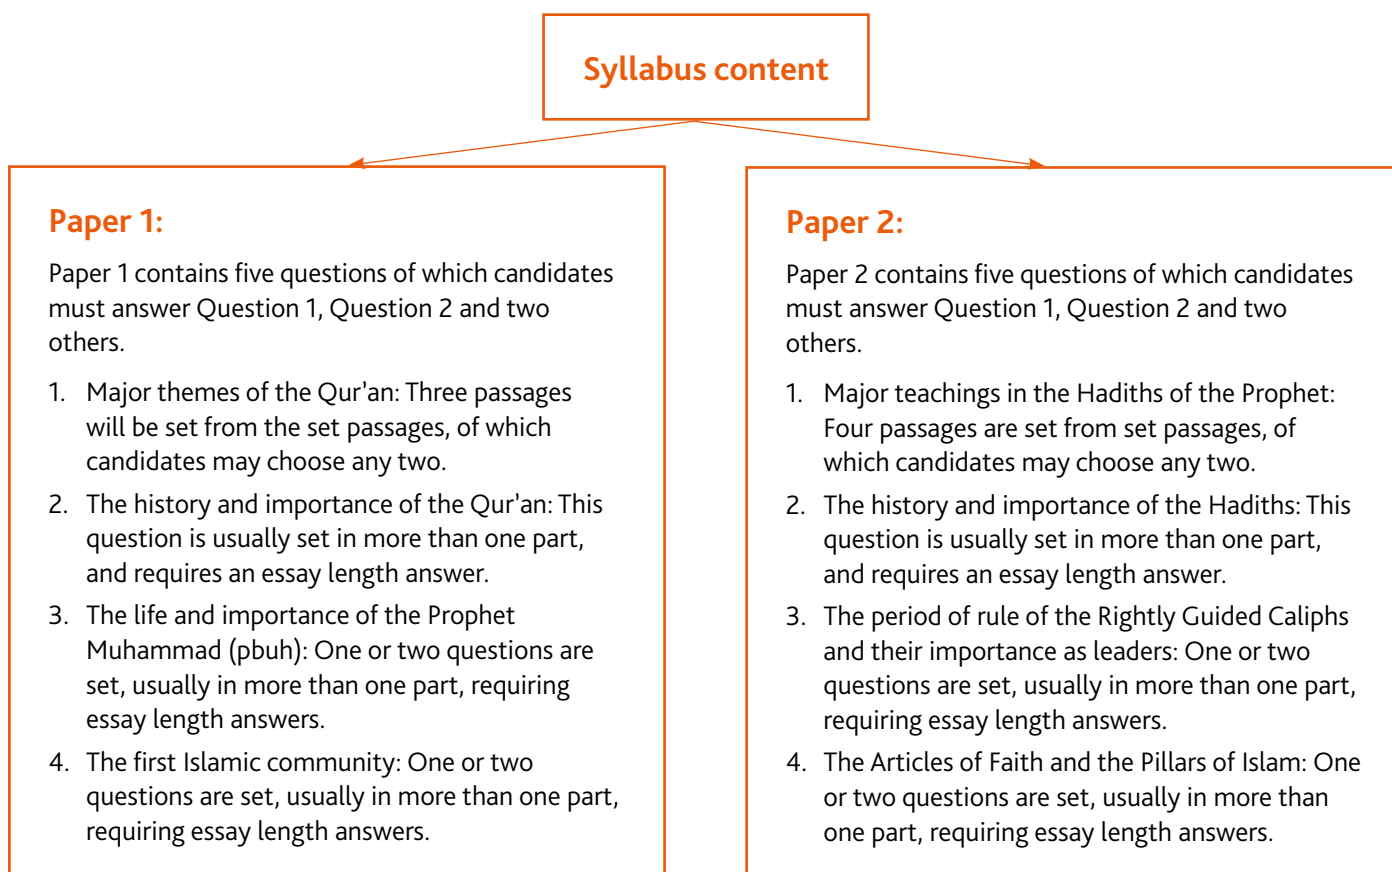 Syllabus content
Paper 1:
Paper 1 contains five questions of which candidates
must answer Question 1, Question 2 and two
others.
1. Major themes of the Qur’an: Three passages
will be set from the set passages, of which
candidates may choose any two.
2. The history and importance of the Qur’an: This
question is usually set in more than one part,
and requires an essay length answer.
3. The life and importance of the Prophet
Muhammad (pbuh): One or two questions are
set, usually in more than one part, requiring
essay length answers.
4. The first Islamic community: One or two
questions are set, usually in more than one part,
requiring essay length answers.
Paper 2:
Paper 2 contains five questions of which candidates
must answer Question 1, Question 2 and two
others.
1. Major teachings in the Hadiths of the Prophet:
Four passages are set from set passages, of
which candidates may choose any two.
2. The history and importance of the Hadiths: This
question is usually set in more than one part,
and requires an essay length answer.
3. The period of rule of the Rightly Guided Caliphs
and their importance as leaders: One or two
questions are set, usually in more than one part,
requiring essay length answers.
4. The Articles of Faith and the Pillars of Islam: One
or two questions are set, usually in more than
one part, requiring essay length answers.